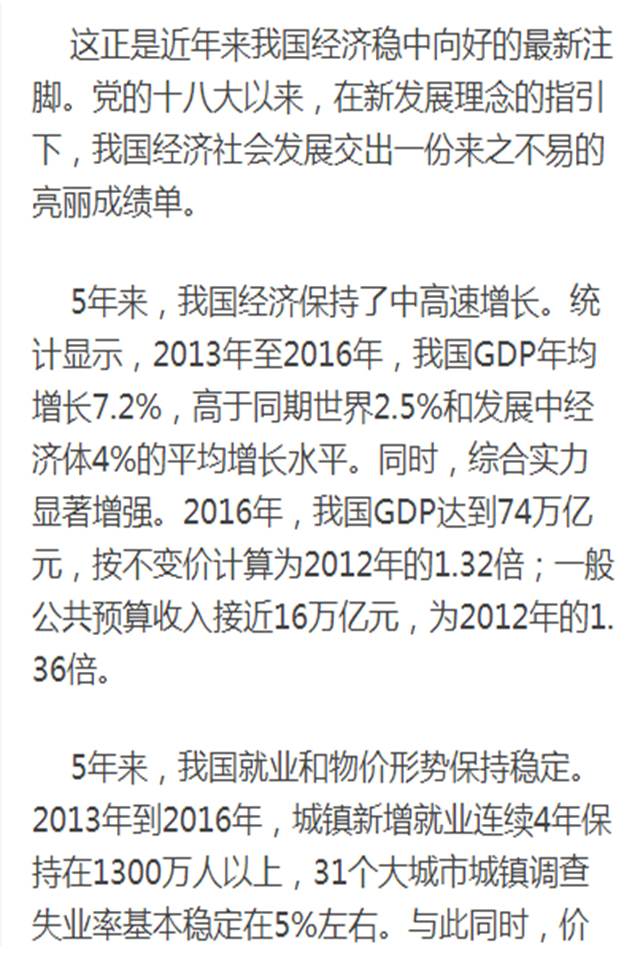 这正是近年来我国经济稳中向好的最新注
脚。党的十八大以来，在新发展理念的指引
下，我国经济社会发展交出一份来之不易的
亮丽成绩单。
5年来，我国经济保持了中高速增长。统
计显示，2013年至2016年，我国GDP年均
增长7.2%，高于同期世界2.5%和发展中经
济体4%的平均增长水平。同时，综合实力
显著增强。2016年，我国GDP达到74万亿
元，按不变价计算为2012年的1.32倍；一般
公共预算收入接近16万亿元，为2012年的1.
36倍。
5年来，我国就业和物价形势保持稳定。
2013年到2016年，城镇新增就业连续4年保
持在1300万人以上，31个大城市城镇调查
失业率基本稳定在5%左右。与此同时，价